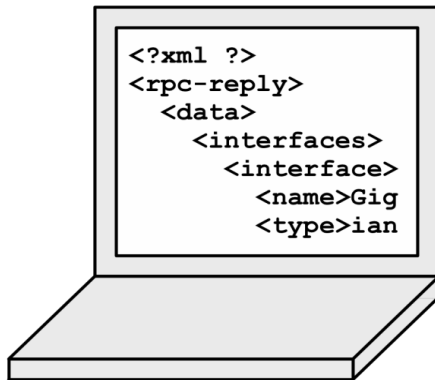 <?xml ?>
<rpc-reply>
<data>
<interfaces>
<interface>
<name>Gig
<type>ian